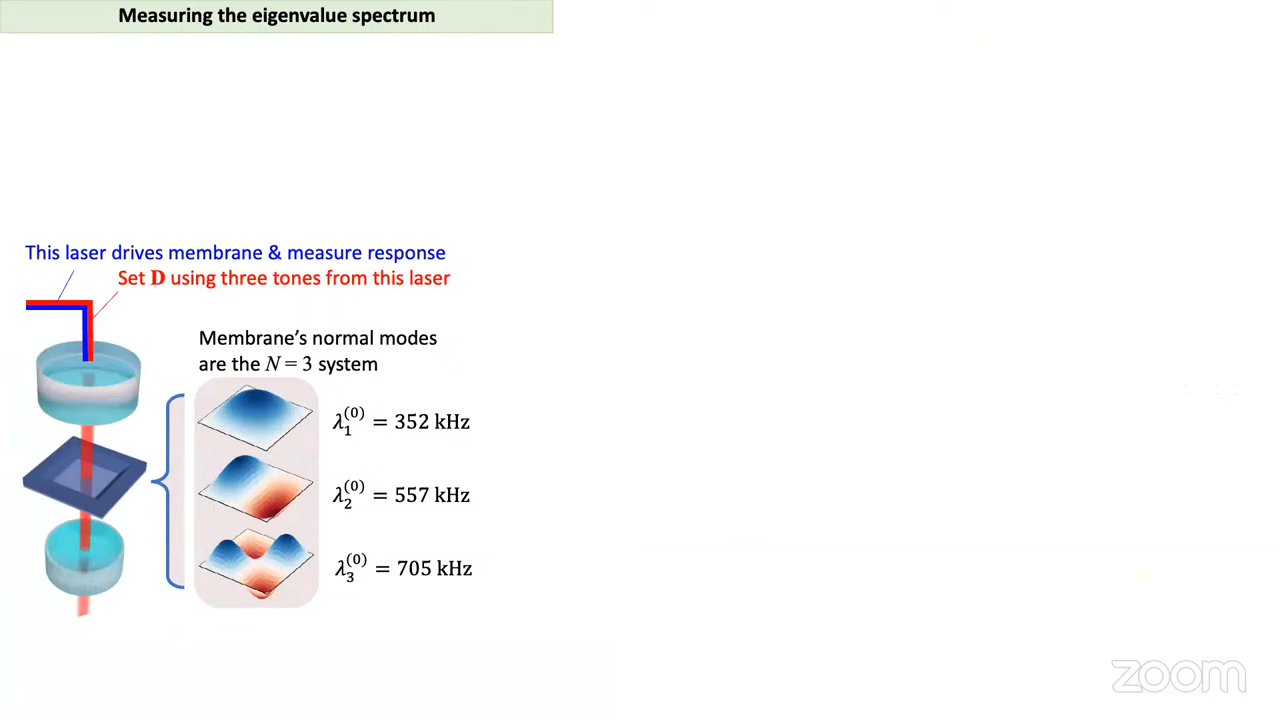 Measuring the eigenvalue spectrum
This laser drives membrane & measure response
Set D using three tones from this laser
Membrane’s normal modes
are the N = 3 system
λ₁⁽⁰⁾ = 352 kHz
λ₂⁽⁰⁾ = 557 kHz
λ₃⁽⁰⁾ = 705 kHz
zoom